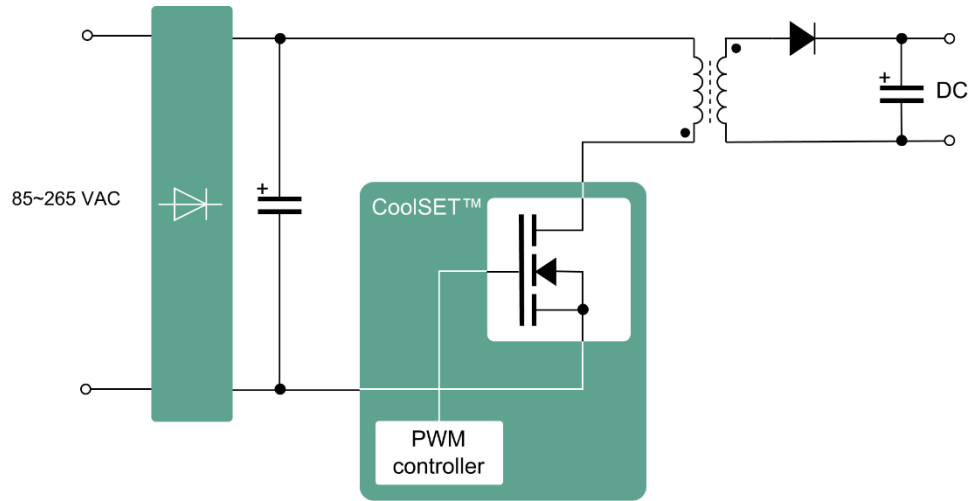 85~265 VAC
+
CoolSET™
PWM
controller
+
DC